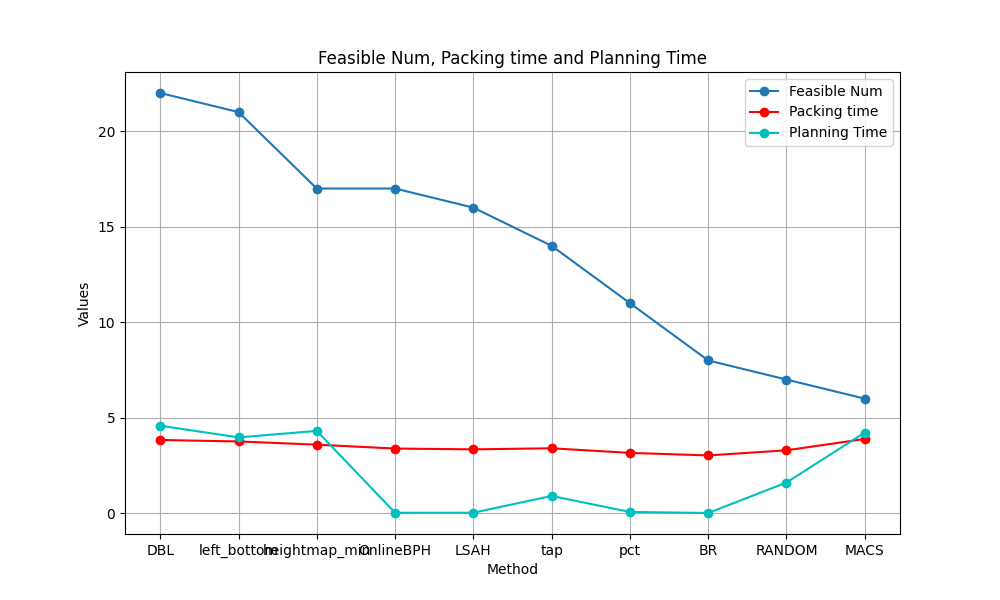 Feasible Num, Packing time and Planning Time
Feasible Num
Packing time
Planning Time
Values
20
15
10
5
0
DBL left_bottom heightmap_min OnlineBPH LSAH tap pct BR RANDOM MACS
Method